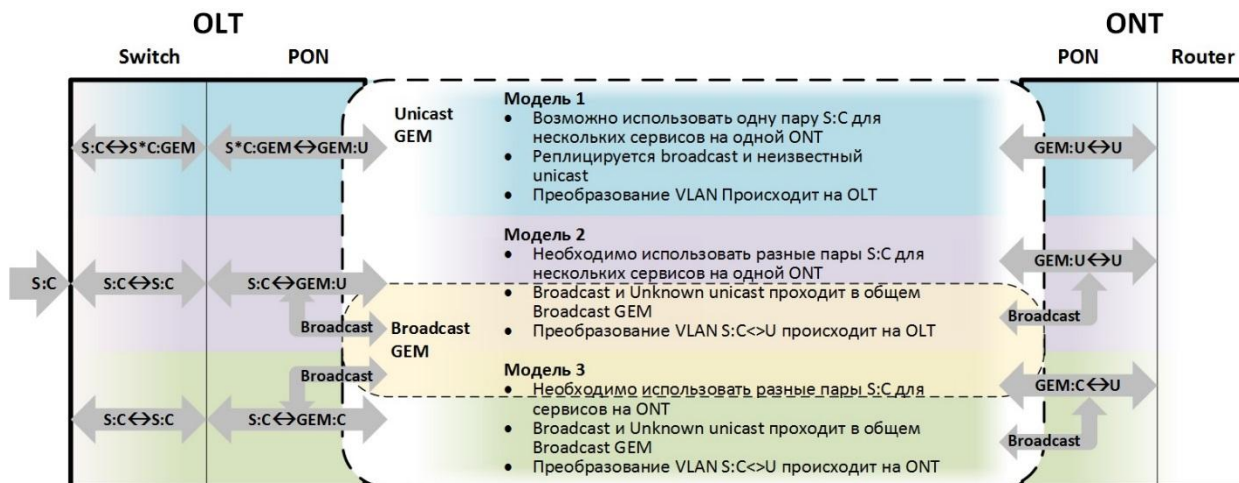 OLT
ONT
Switch
PON
PON
Router
S:C
S:C↔S*C:GEM
S*C:GEM↔GEM:U
Unicast
GEM
Модель 1
• Возможно использовать одну пару S:C для
нескольких сервисов на одной ONT
• Реплицируется broadcast и неизвестный
unicast
• Преобразование VLAN Происходит на OLT
GEM:U↔U
S:C↔S:C
S:C↔GEM:U
Broadcast
Модель 2
• Необходимо использовать разные пары S:C для
нескольких сервисов на одной ONT
• Broadcast и Unknown unicast проходит в общем
Broadcast GEM
• Преобразование VLAN S:C<>U происходит на OLT
GEM:U↔U
Broadcast
Broadcast
GEM
Broadcast
S:C↔S:C
S:C↔GEM:C
Модель 3
• Необходимо использовать разные пары S:C для
сервисов на ONT
• Broadcast и Unknown unicast проходит в общем
Broadcast GEM
• Преобразование VLAN S:C<>U происходит на ONT
GEM:C↔U
Broadcast